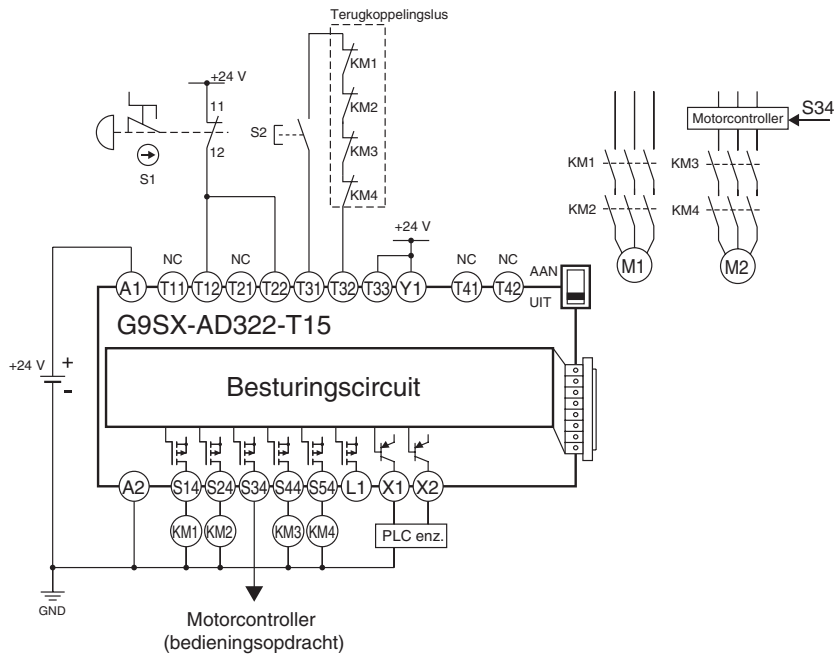 Terugkoppelingslus
+24 V
11
12
S1
S2
KM1
KM2
KM3
KM4
+24 V
Motorcontroller
S34
KM1
KM3
KM2
KM4
M1
M2
NC
NC
NC
NC
AAN
UIT
A1
T11
T12
T21
T22
T31
T32
T33
Y1
T41
T42
G9SX-AD322-T15
+24 V
+
-
Besturingscircuit
A2
S14
S24
S34
S44
S54
L1
X1
X2
KM1
KM2
KM3
KM4
PLC enz.
GND
Motorcontroller
(bedieningsopdracht)